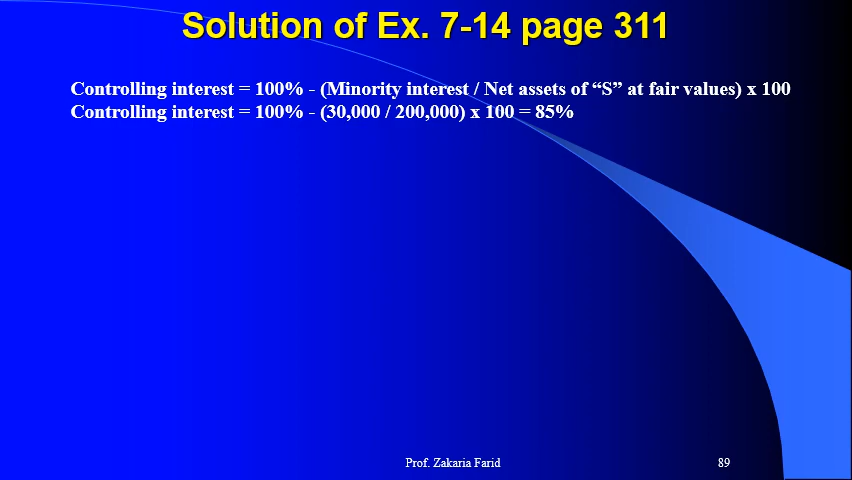 Solution of Ex. 7-14 page 311
Controlling interest = 100% - (Minority interest / Net assets of “S” at fair values) x 100
Controlling interest = 100% - (30,000 / 200,000) x 100 = 85%
Prof. Zakaria Farid
89